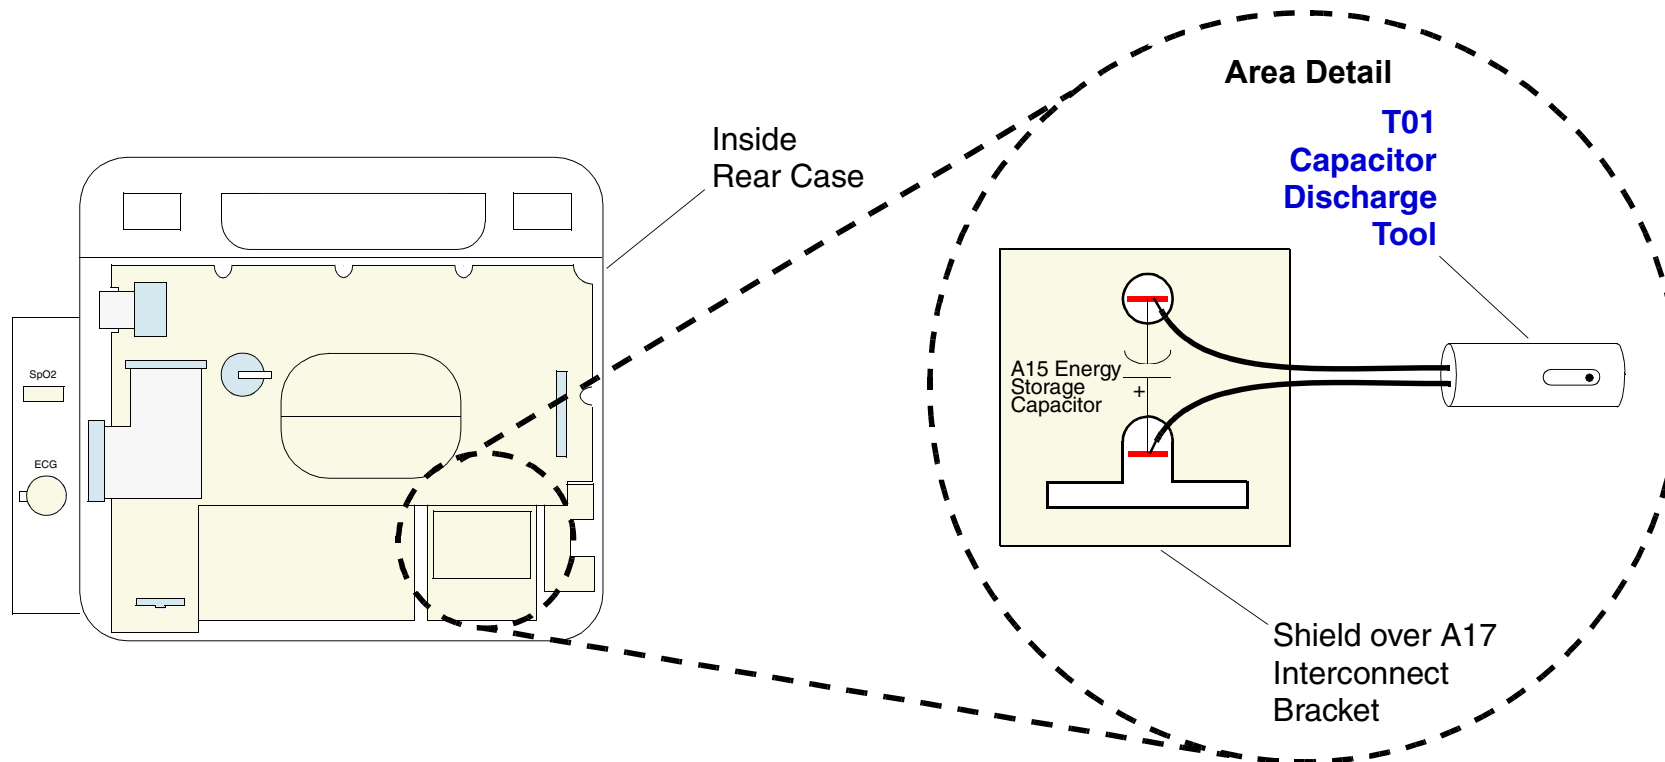 Area Detail
T01
Capacitor
Discharge
Tool
Inside
Rear Case
SpO2
ECG
A15 Energy
Storage
Capacitor
+
Shield over A17
Interconnect
Bracket